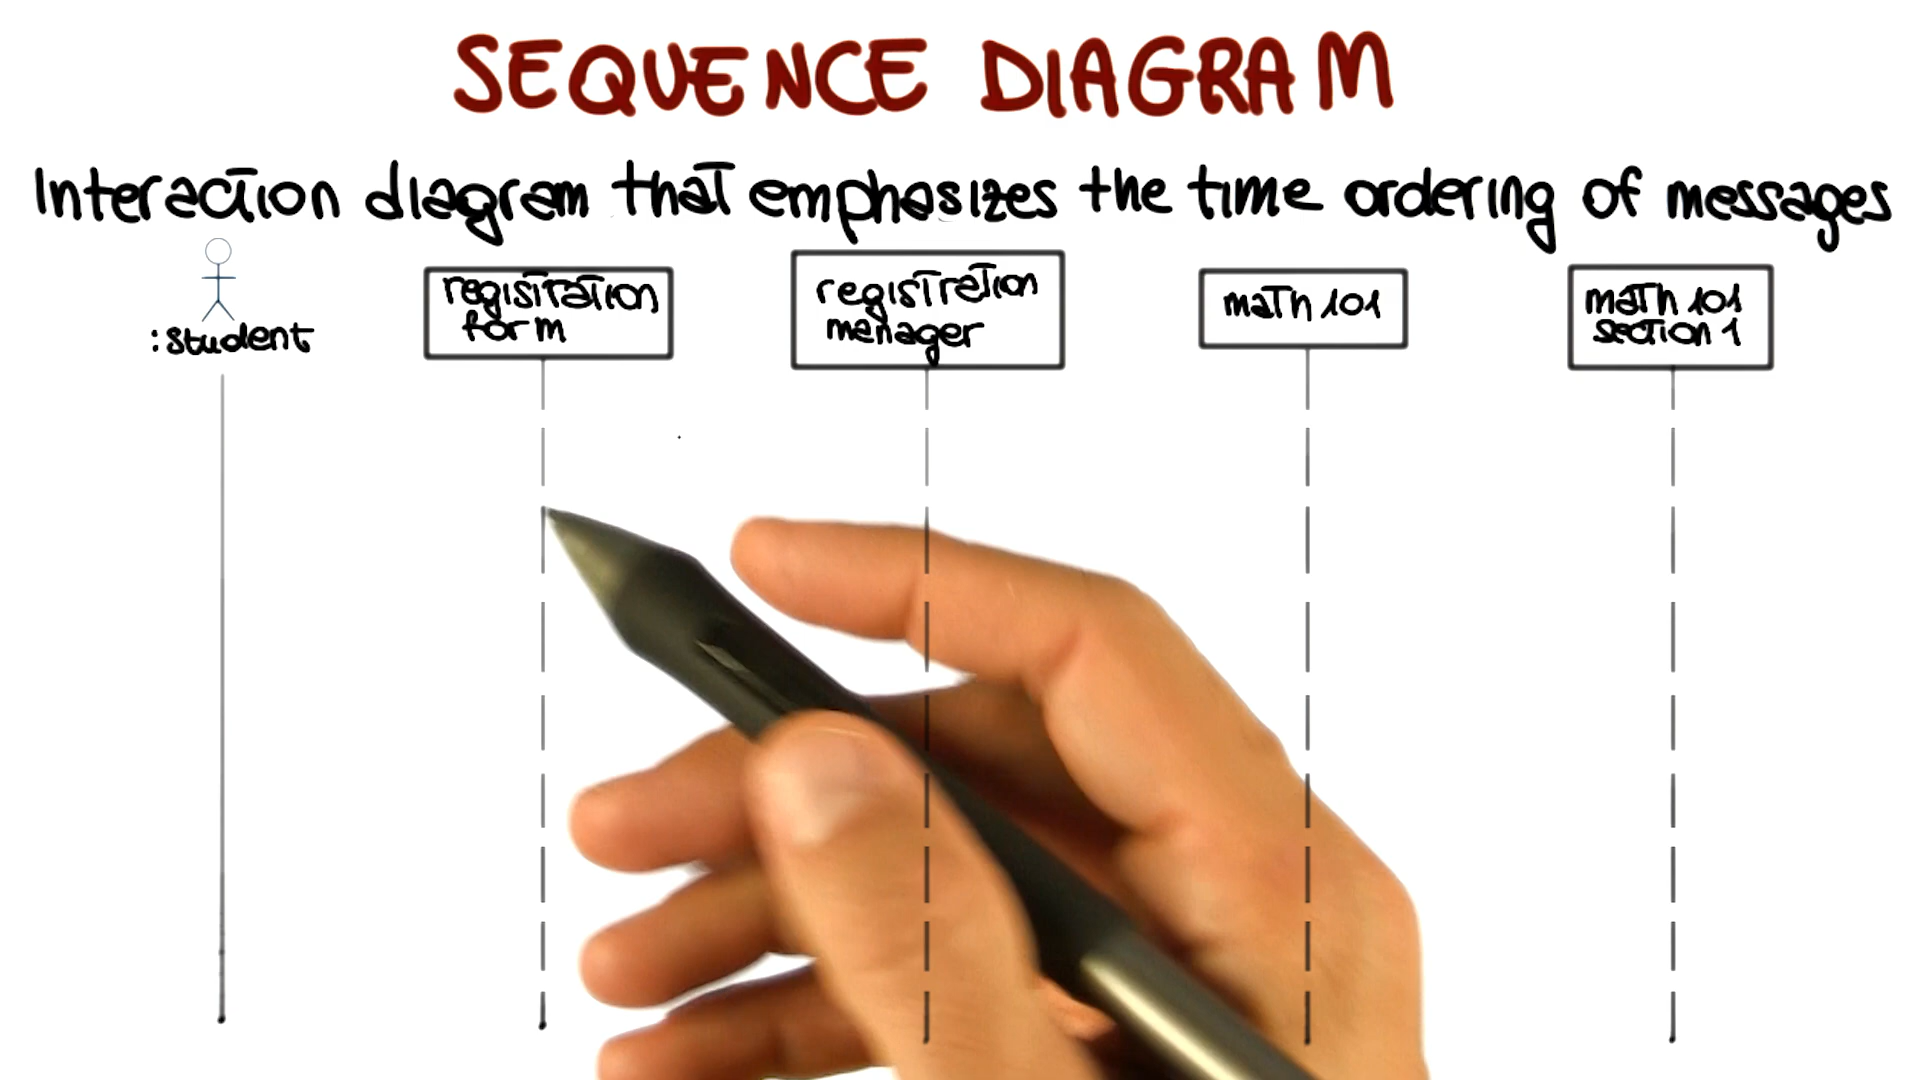 SEQUENCE DIAGRAM
Interaction diagram that emphasizes the time ordering of messages
:student
registration
form
registration
manager
math 101
math 101
section 1